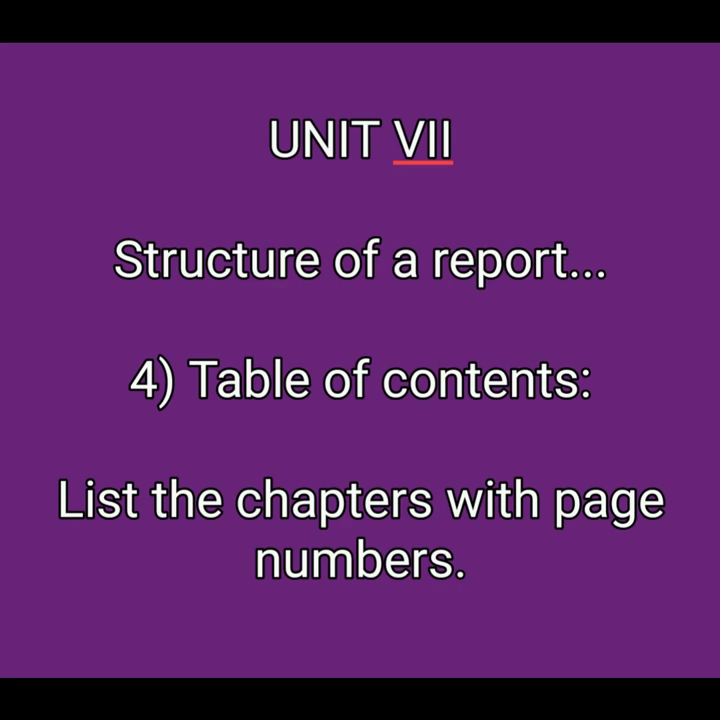 UNIT VII
Structure of a report...
4) Table of contents:
List the chapters with page
numbers.